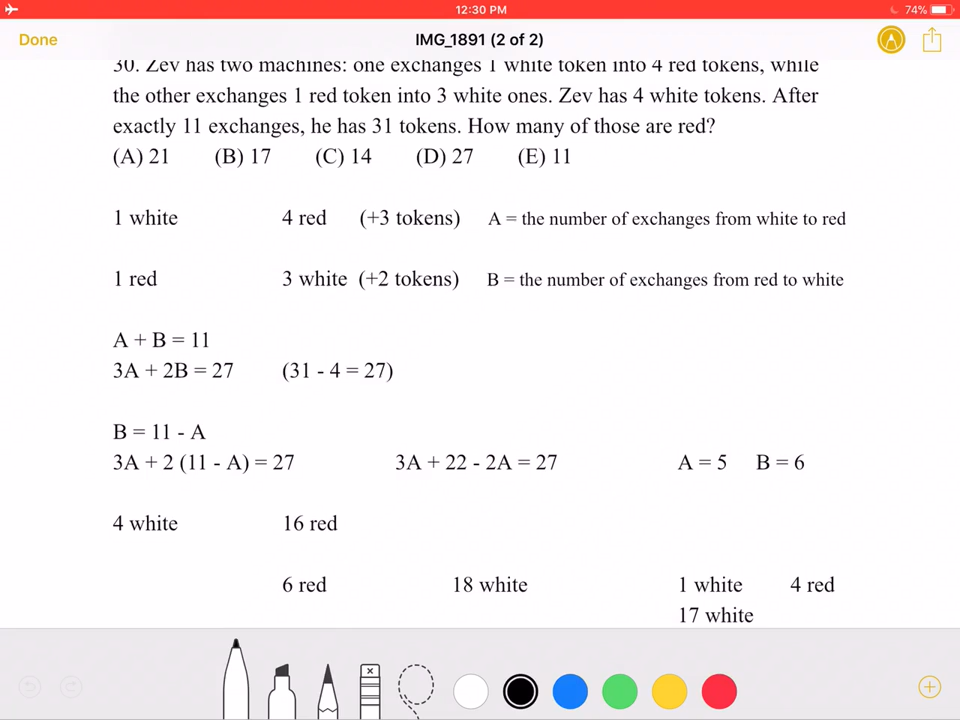 12:30 PM
74%
Done
IMG_1891 (2 of 2)
30. Zev has two machines: one exchanges 1 white token into 4 red tokens, while
the other exchanges 1 red token into 3 white ones. Zev has 4 white tokens. After
exactly 11 exchanges, he has 31 tokens. How many of those are red?
(A) 21 (B) 17 (C) 14 (D) 27 (E) 11
1 white 4 red (+3 tokens) A = the number of exchanges from white to red
1 red 3 white (+2 tokens) B = the number of exchanges from red to white
A + B = 11
3A + 2B = 27 (31 - 4 = 27)
B = 11 - A
3A + 2 (11 - A) = 27 3A + 22 - 2A = 27 A = 5 B = 6
4 white 16 red
6 red 18 white 1 white 4 red
17 white